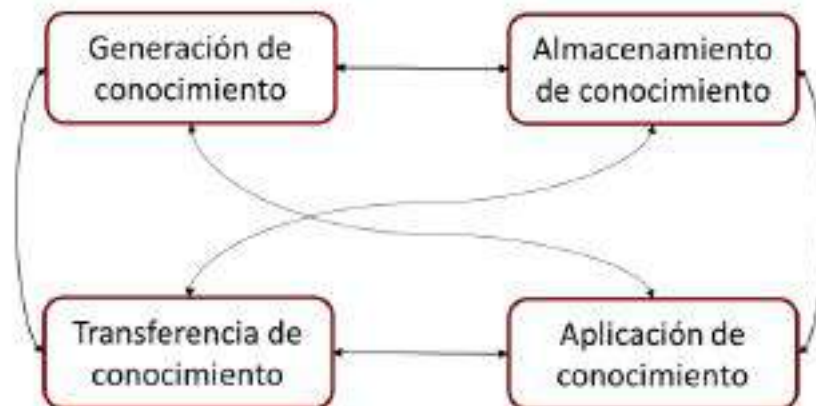 Generación de
conocimiento
Almacenamiento
de conocimiento
Transferencia de
conocimiento
Aplicación de
conocimiento